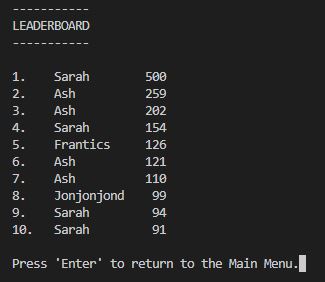 -----------
LEADERBOARD
-----------
1. Sarah 500
2. Ash 259
3. Ash 202
4. Sarah 154
5. Frantics 126
6. Ash 121
7. Ash 110
8. Jonjonjond 99
9. Sarah 94
10. Sarah 91
Press 'Enter' to return to the Main Menu.